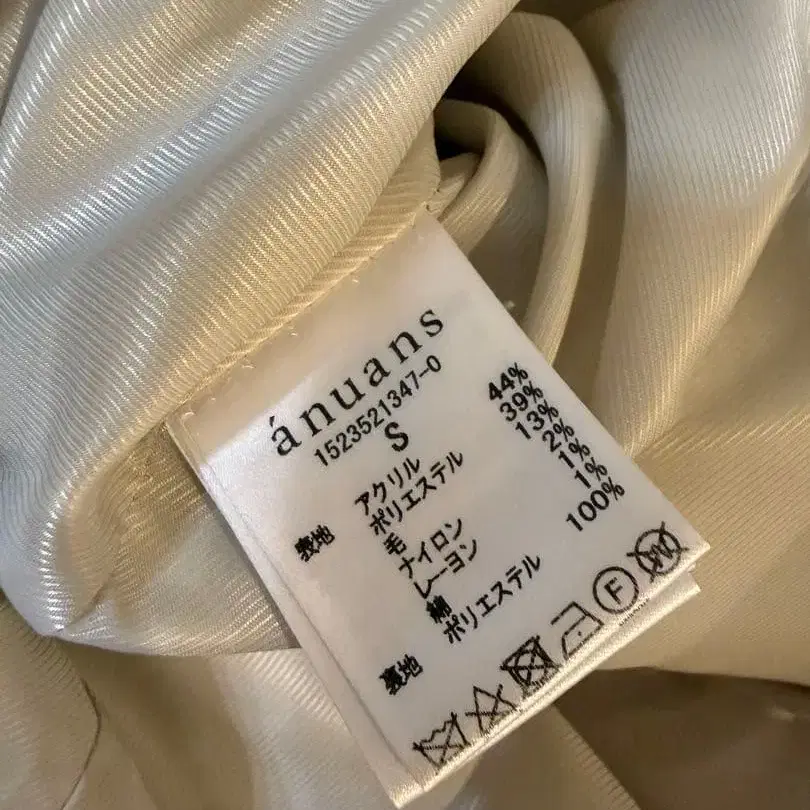 ánuans
1523521347-0
S
表地 アクリル 44%
ポリエステル 39%
毛 13%
ナイロン 2%
レーヨン 1%
綿 1%
裏地 ポリエステル 100%
F W